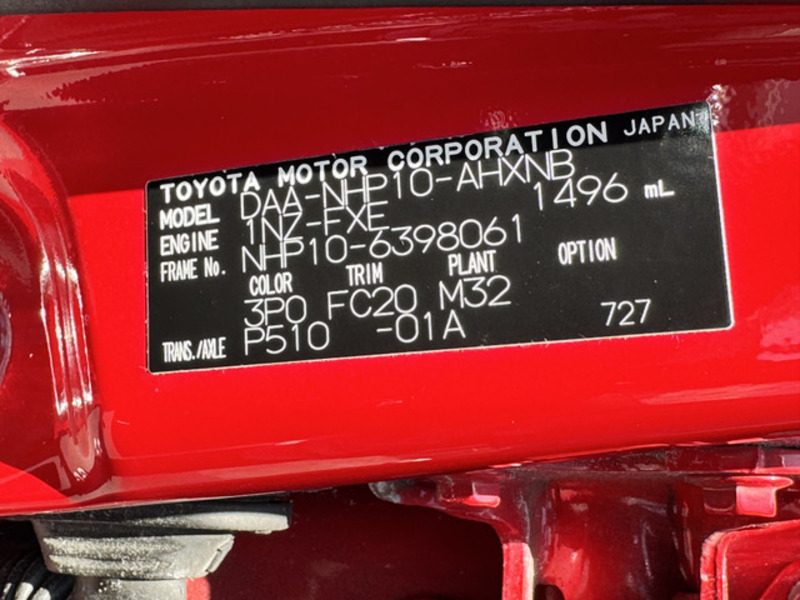 TOYOTA MOTOR CORPORATION JAPAN
MODEL DAA-NHP10-AHXNB
ENGINE 1NZ-FXE 1496 mL
FRAME No. NHP10-6398061
COLOR TRIM PLANT OPTION
3P0 FC20 M32
TRANS./AXLE P510 -01A 727